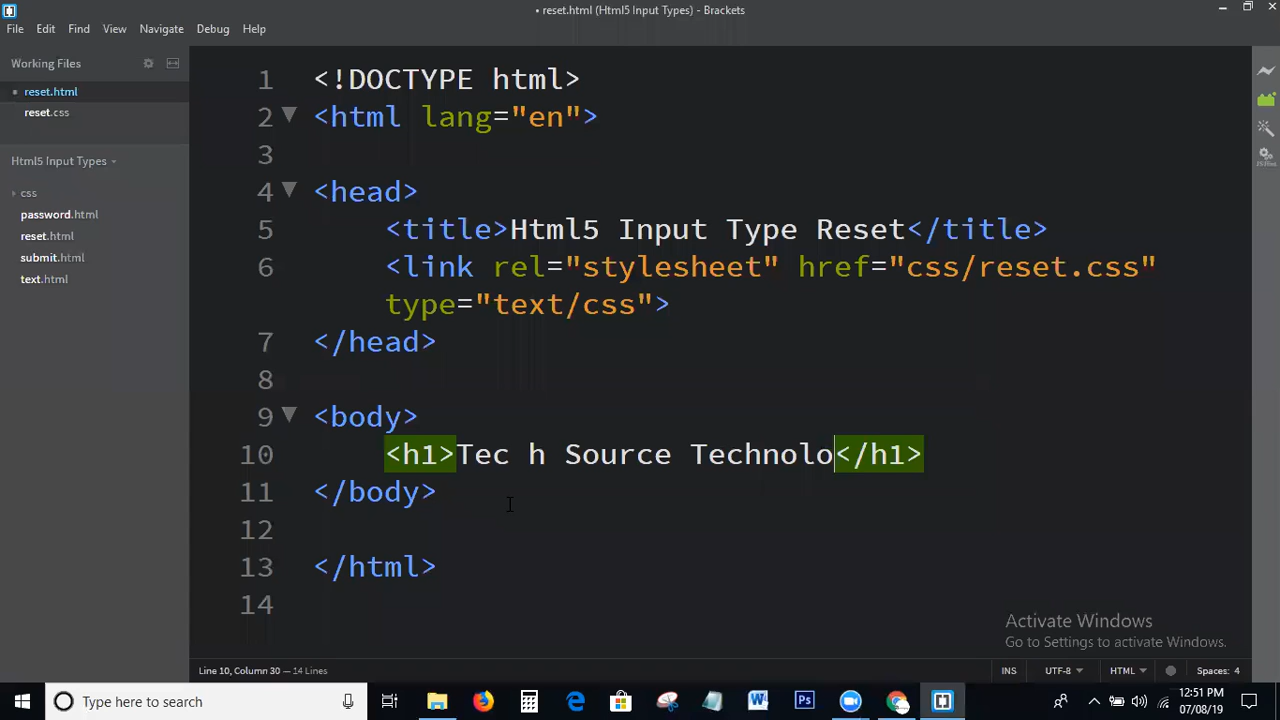 • reset.html (Html5 Input Types) - Brackets
File Edit Find View Navigate Debug Help
Working Files
• reset.html
reset.css
Html5 Input Types
css
password.html
reset.html
submit.html
text.html
1 <!DOCTYPE html>
2 <html lang="en">
3
4 <head>
5 <title>Html5 Input Type Reset</title>
6 <link rel="stylesheet" href="css/reset.css"
type="text/css">
7 </head>
8
9 <body>
10 <h1>Tec h Source Technolo</h1>
11 </body>
12
13 </html>
14
Activate Windows
Go to Settings to activate Windows.
Line 10, Column 30 — 14 Lines
INS UTF-8 HTML Spaces: 4
Type here to search
12:51 PM
07/08/19